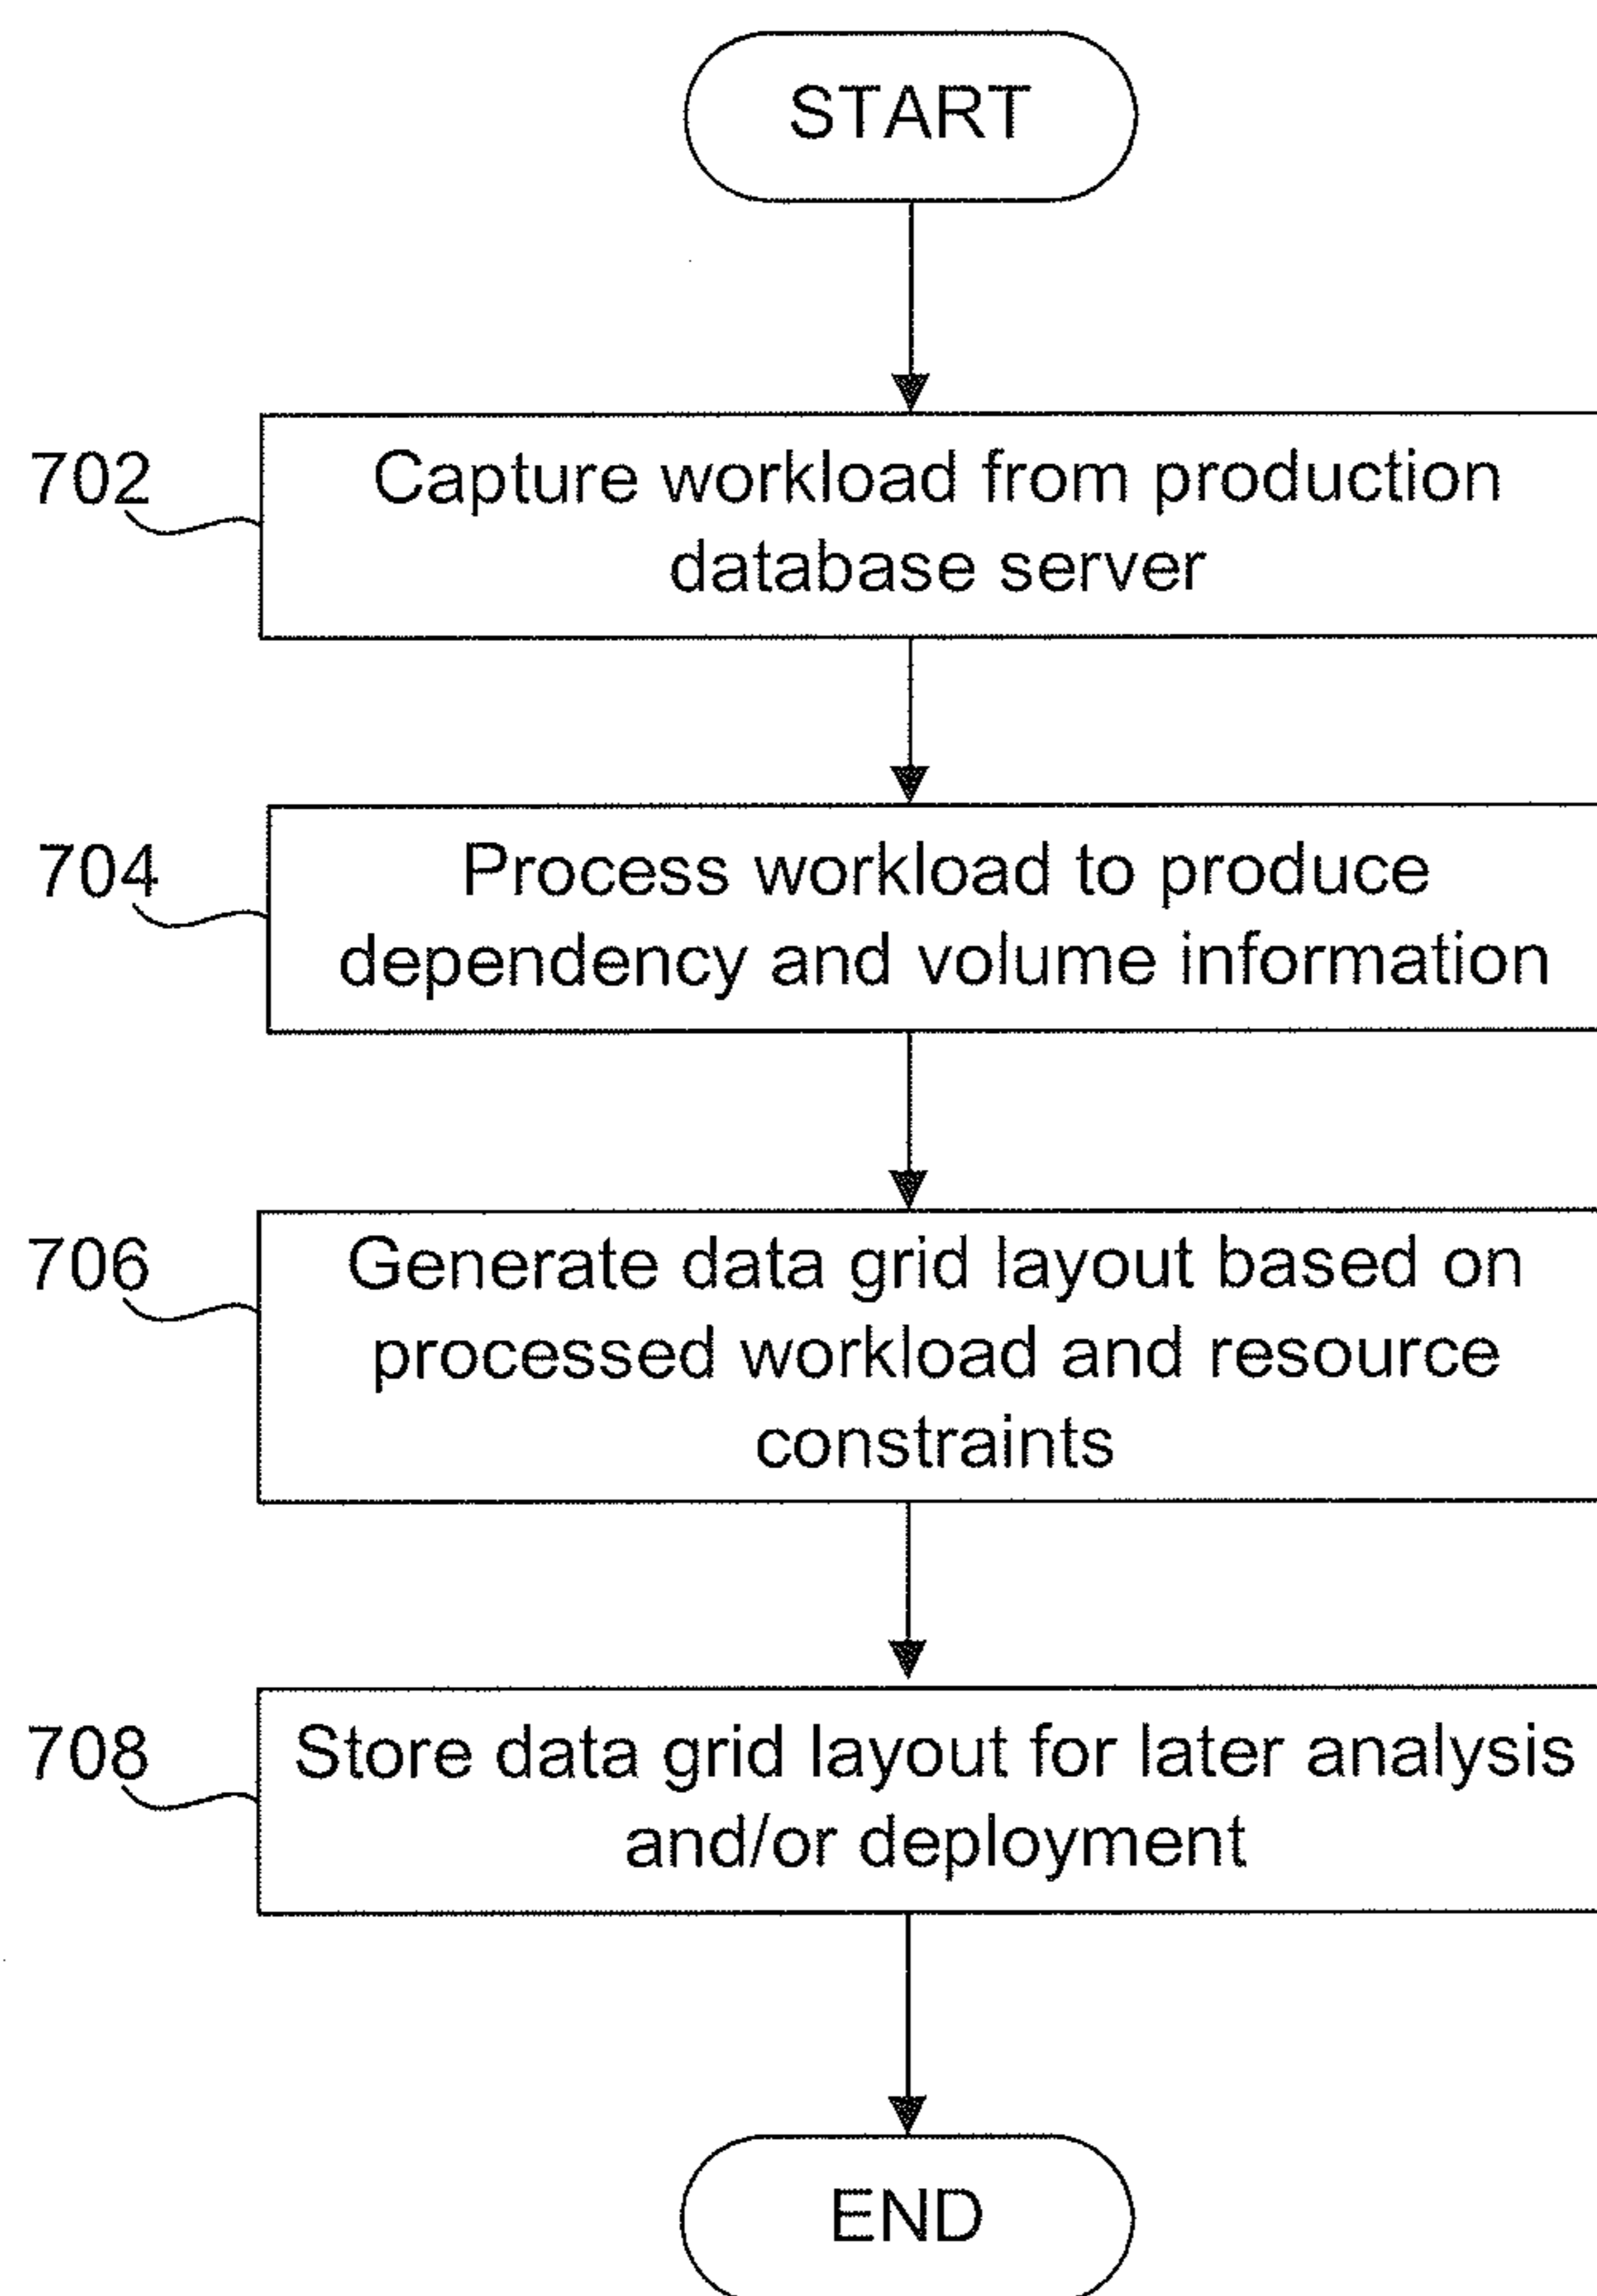 START
702
Capture workload from production
database server
704
Process workload to produce
dependency and volume information
706
Generate data grid layout based on
processed workload and resource
constraints
708
Store data grid layout for later analysis
and/or deployment
END